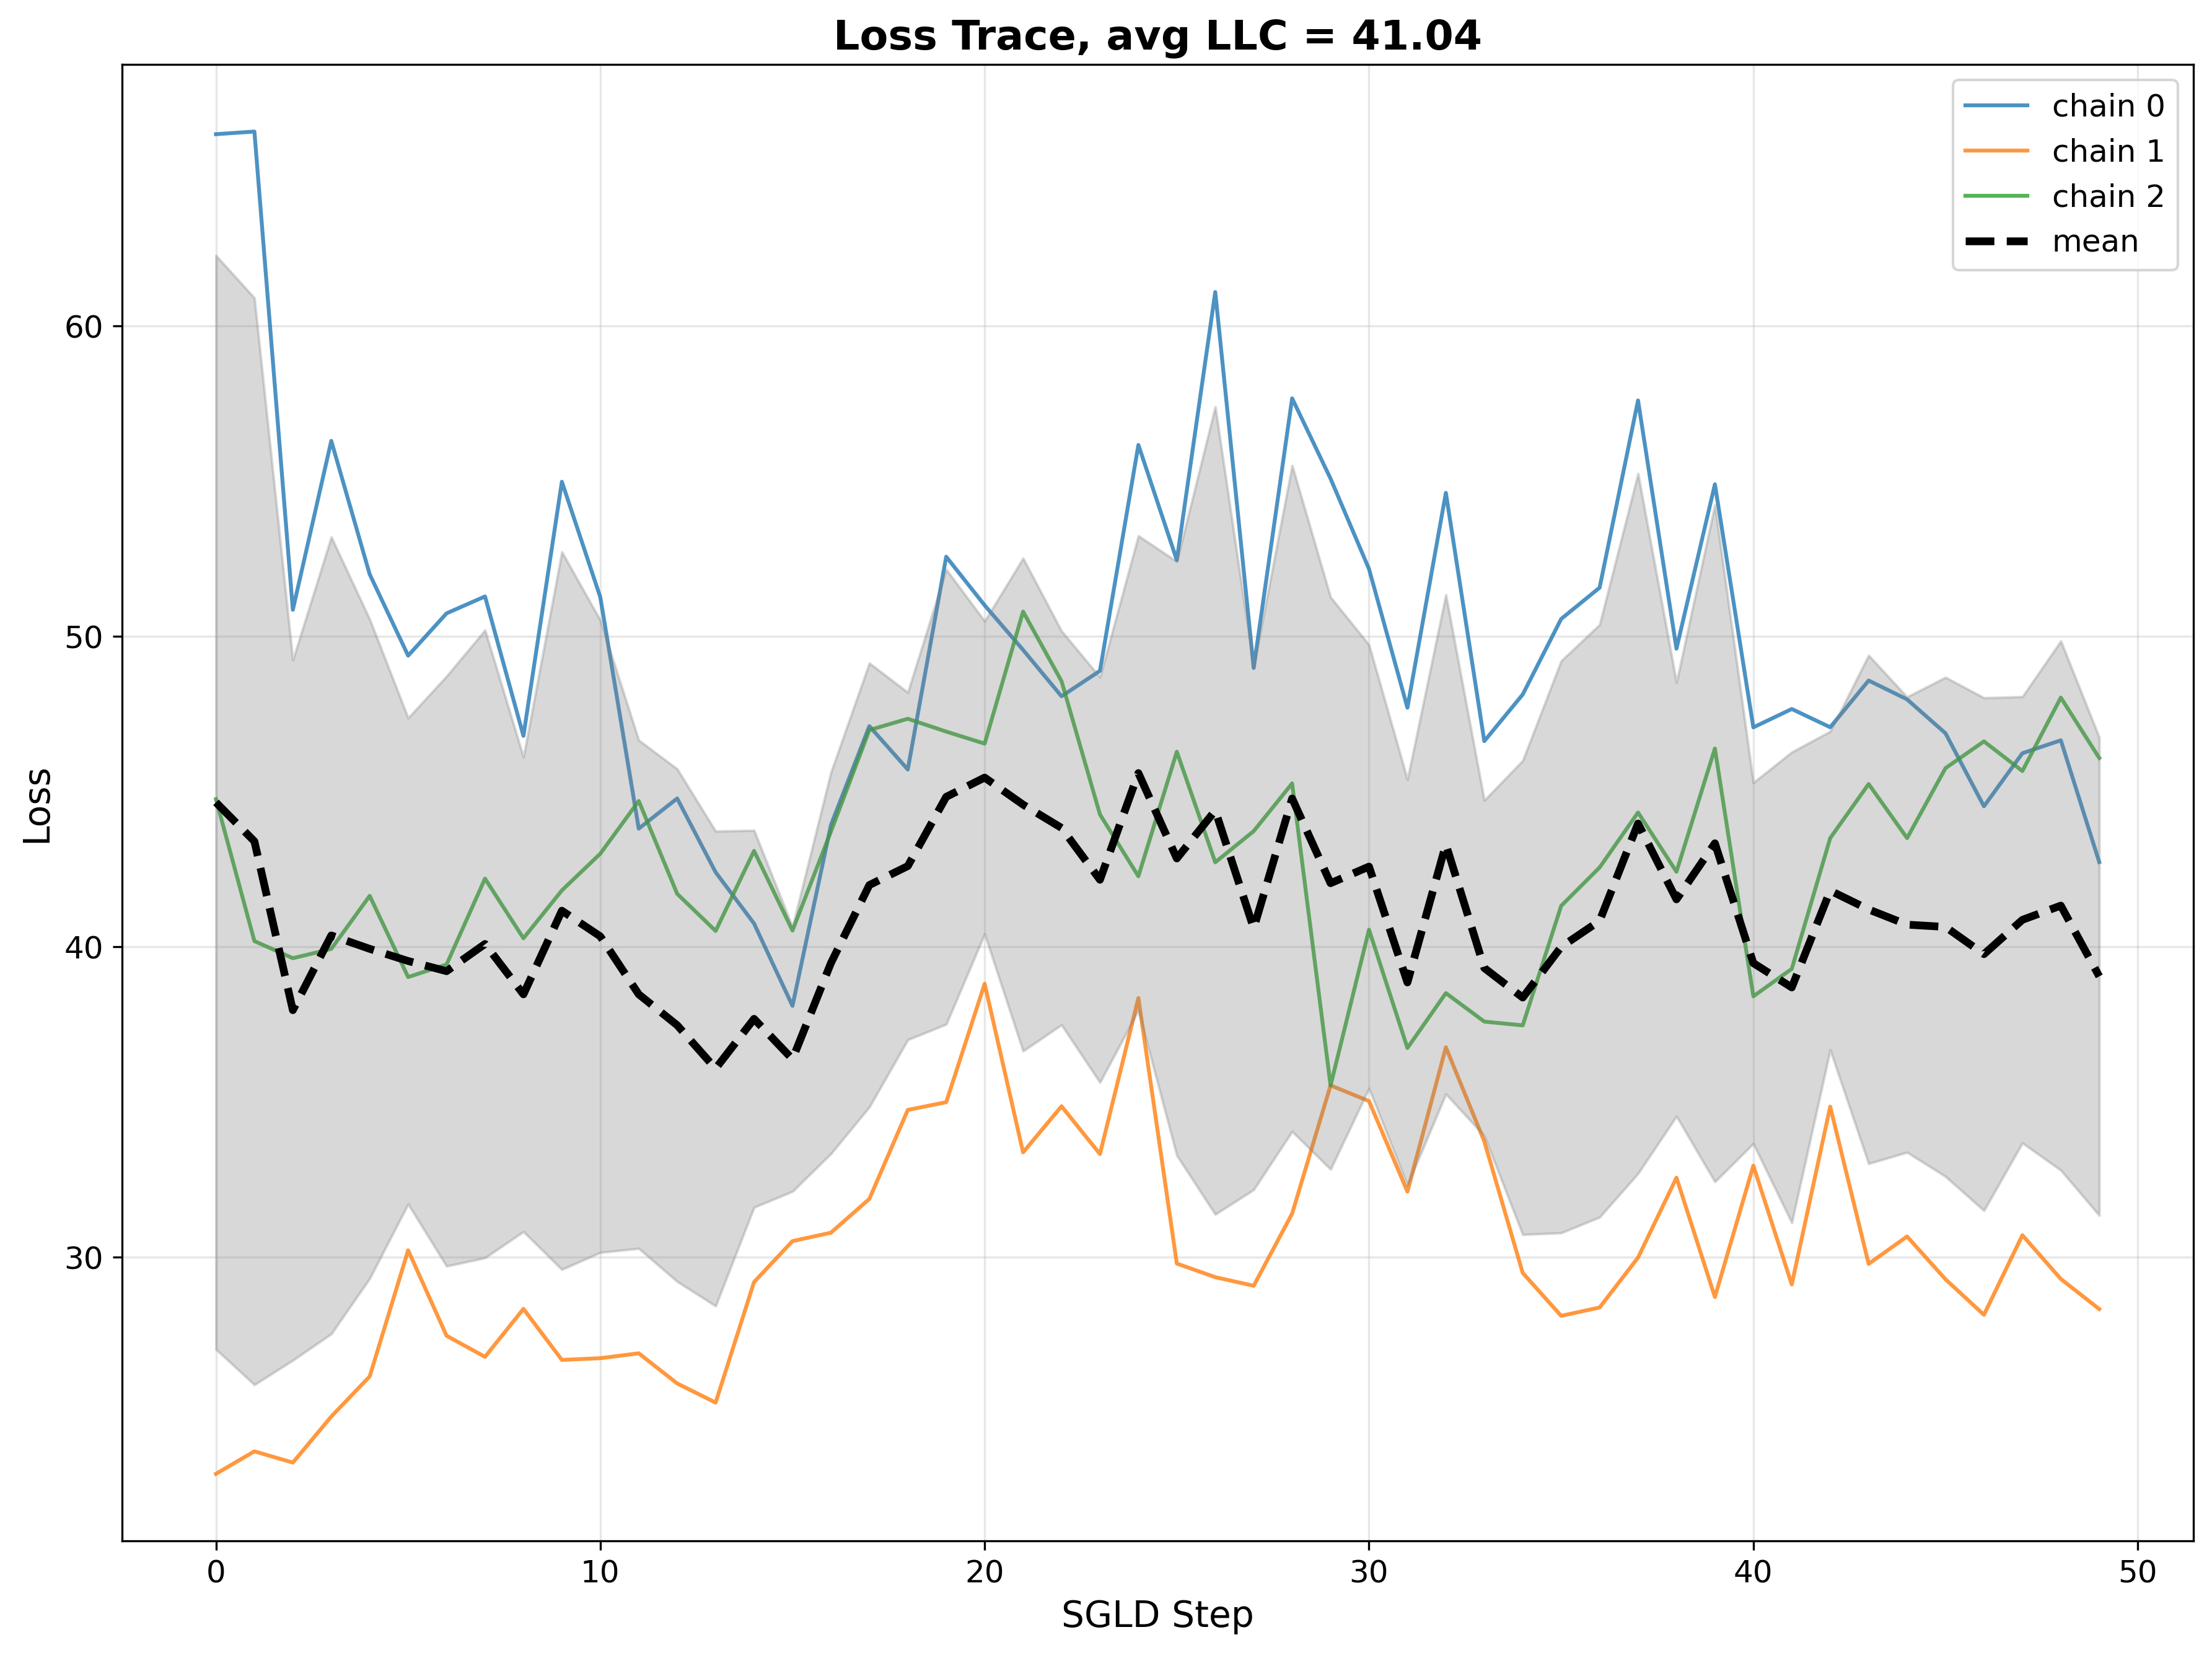 Loss Trace, avg LLC = 41.04
chain 0
chain 1
chain 2
mean
60
50
40
30
Loss
0 10 20 30 40 50
SGLD Step